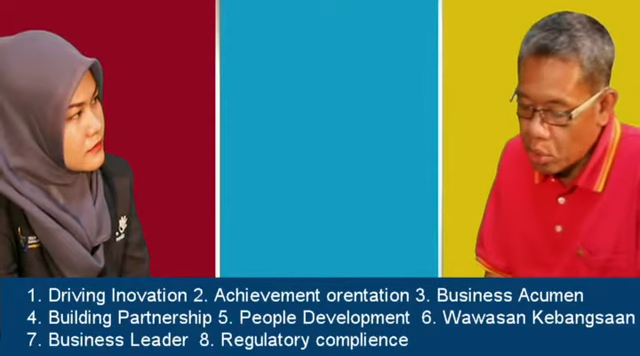 1. Driving Inovation 2. Achievement orentation 3. Business Acumen
4. Building Partnership 5. People Development 6. Wawasan Kebangsaan
7. Business Leader 8. Regulatory complience